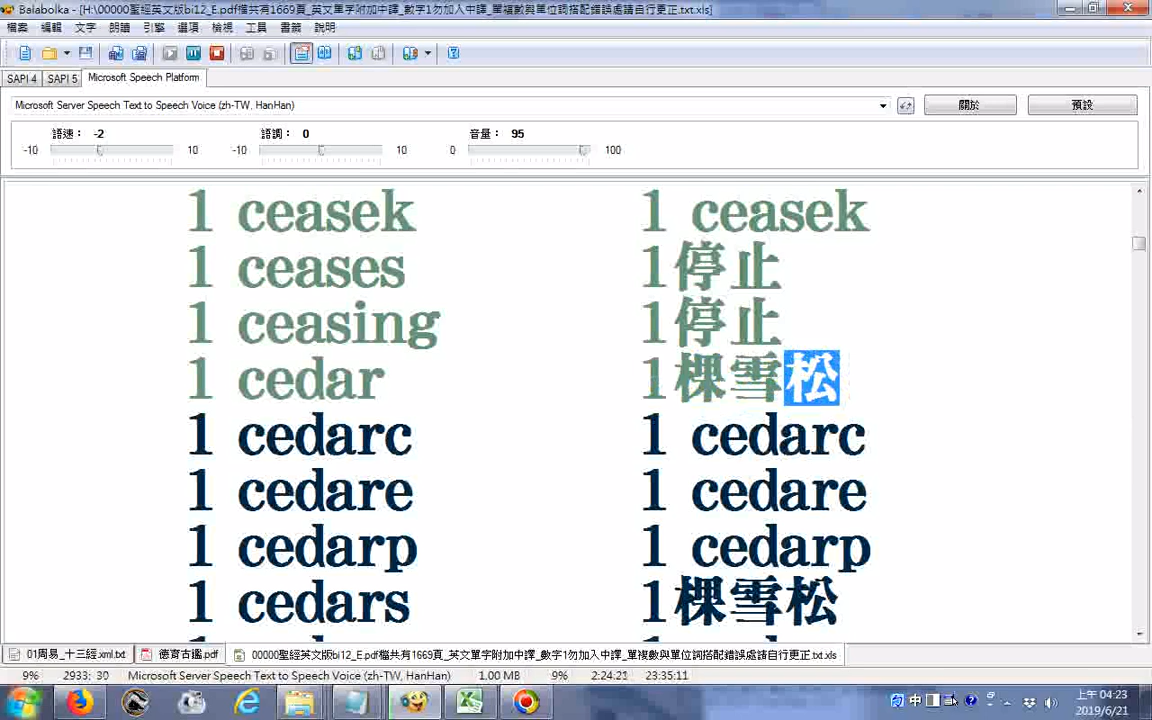 Balabolka - [H:\00000聖經英文版bi12_E.pdf檔共有1669頁_英文單字附加中譯_數字1勿加入中譯_單複數與單位詞搭配錯誤處請自行更正.txt.xls]
檔案 編輯 文字 朗讀 引擎 選項 檢視 工具 書籤 說明
SAPI 4 SAPI 5 Microsoft Speech Platform
Microsoft Server Speech Text to Speech Voice (zh-TW, HanHan) 關於 預設
語速： -2 語調： 0 音量： 95
-10 10 -10 10 0 100
1 ceasek 1 ceasek
1 ceases 1停止
1 ceasing 1停止
1 cedar 1棵雪松
1 cedarc 1 cedarc
1 cedare 1 cedare
1 cedarp 1 cedarp
1 cedars 1棵雪松
01周易_十三經.xml.txt 德育古鑑.pdf 00000聖經英文版bi12_E.pdf檔共有1669頁_英文單字附加中譯_數字1勿加入中譯_單複數與單位詞搭配錯誤處請自行更正.txt.xls
9% 2933: 30 Microsoft Server Speech Text to Speech Voice (zh-TW, HanHan) 1,00 MB 9% 2:24:21 23:35:11
中 上午 04:23
2019/6/21